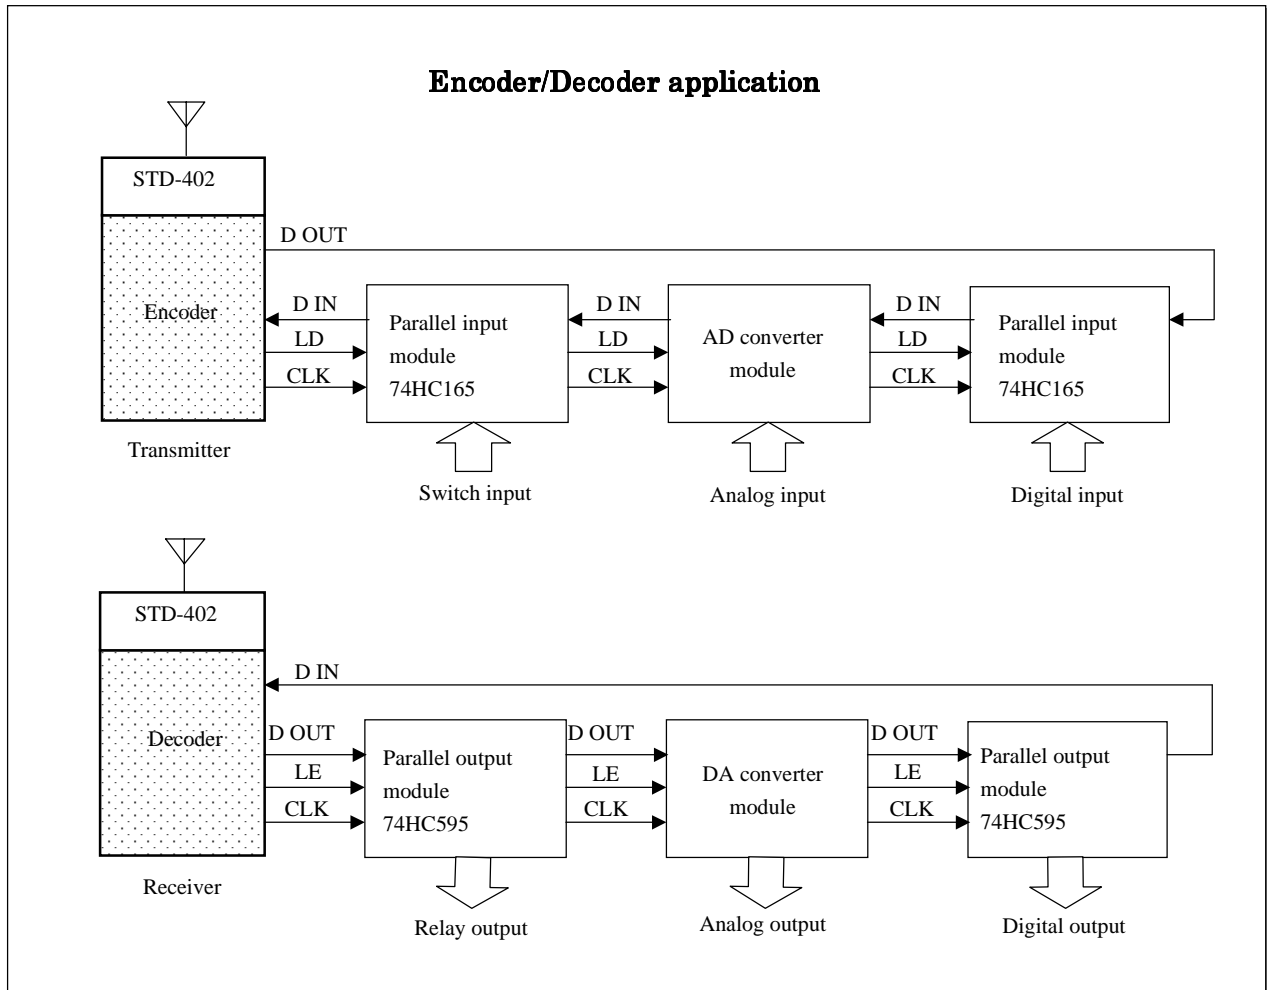 Encoder/Decoder application
STD-402
D OUT
Encoder
D IN
LD
CLK
Parallel input
module
74HC165
D IN
LD
CLK
AD converter
module
D IN
LD
CLK
Parallel input
module
74HC165
Transmitter
Switch input
Analog input
Digital input
STD-402
D IN
Decoder
D OUT
LE
CLK
Parallel output
module
74HC595
D OUT
LE
CLK
DA converter
module
D OUT
LE
CLK
Parallel output
module
74HC595
Receiver
Relay output
Analog output
Digital output